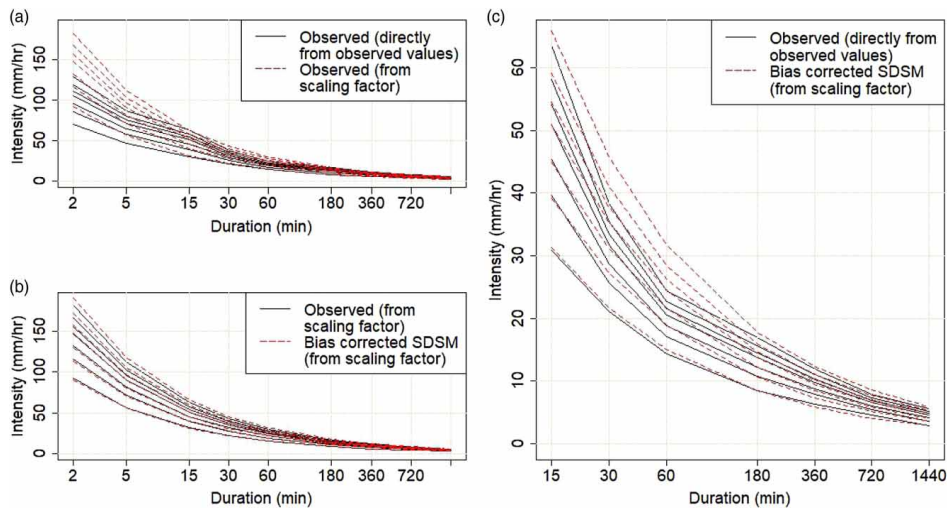 (a)
Intensity (mm/hr)
150
100
50
0
Observed (directly
from observed values)
Observed (from
scaling factor)
2 5 15 30 60 180 360 720
Duration (min)
(b)
Intensity (mm/hr)
150
100
50
0
Observed (from
scaling factor)
Bias corrected SDSM
(from scaling factor)
2 5 15 30 60 180 360 720
Duration (min)
(c)
Intensity (mm/hr)
60
50
40
30
20
10
0
Observed (directly from
observed values)
Bias corrected SDSM
(from scaling factor)
15 30 60 180 360 720 1440
Duration (min)